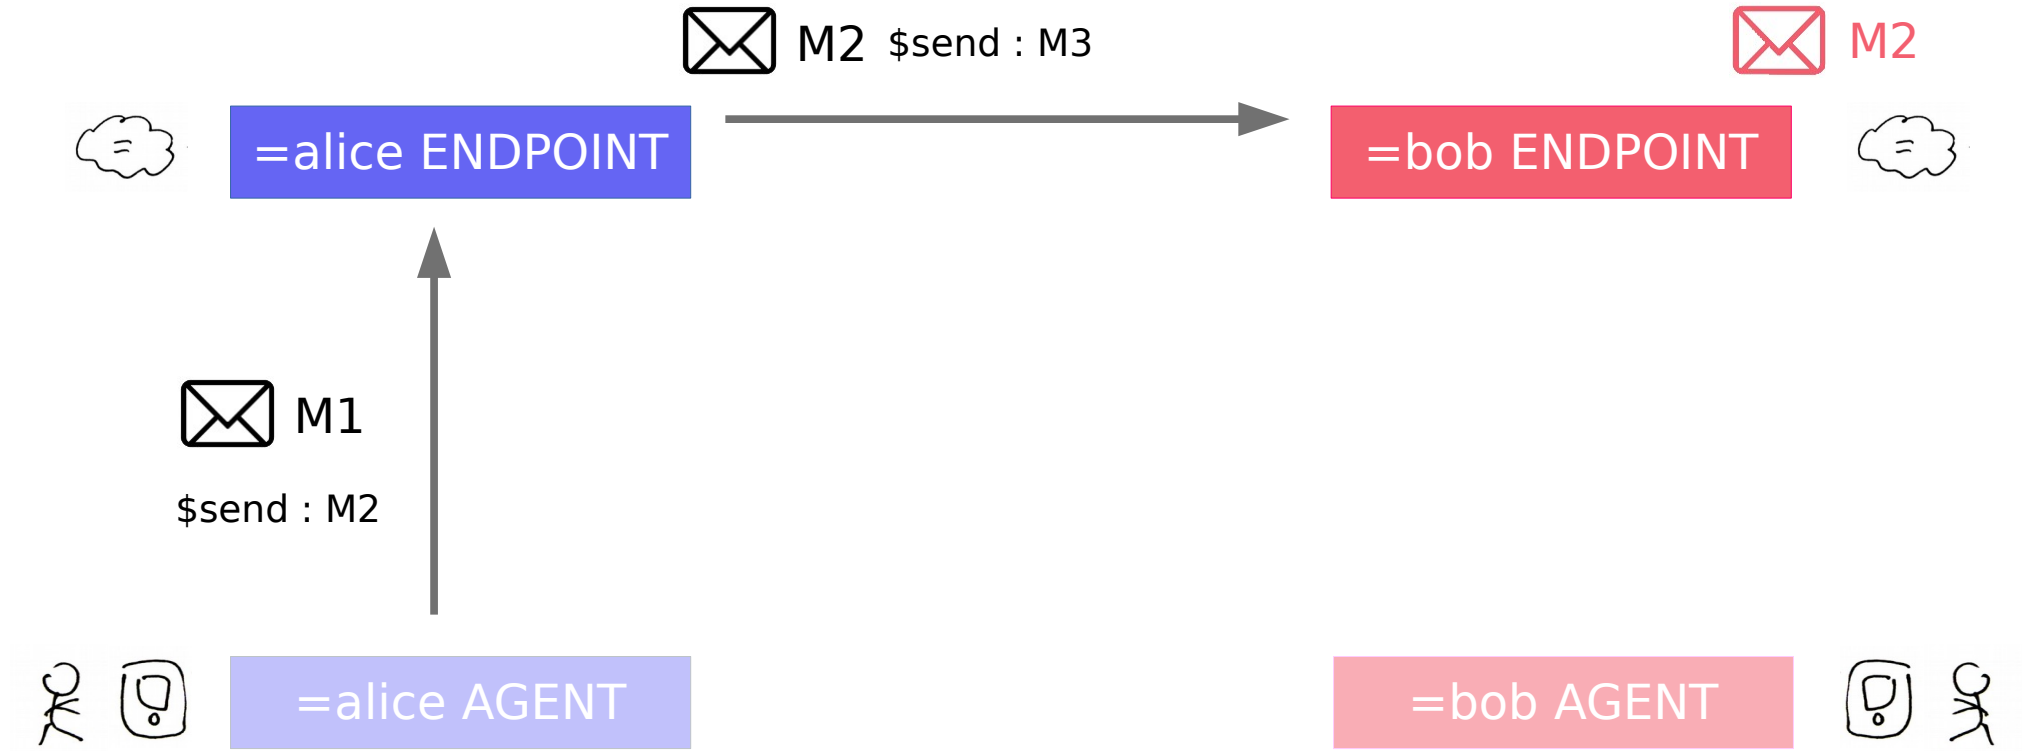 M2 $send : M3
M2
=alice ENDPOINT
=bob ENDPOINT
M1
$send : M2
=alice AGENT
=bob AGENT